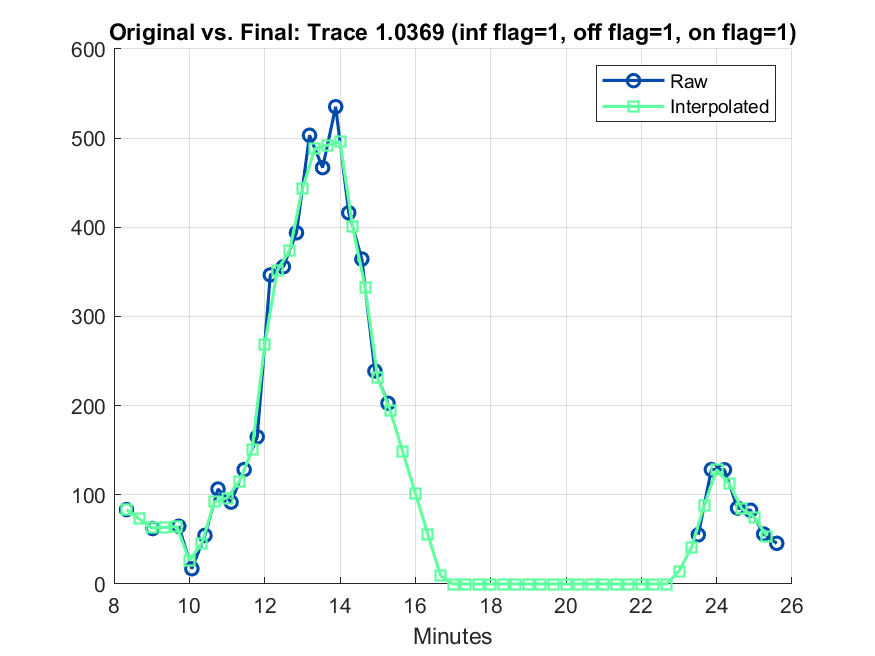 Original vs. Final: Trace 1.0369 (inf flag=1, off flag=1, on flag=1)
600
500
400
300
200
100
0
Raw
Interpolated
8 10 12 14 16 18 20 22 24 26
Minutes